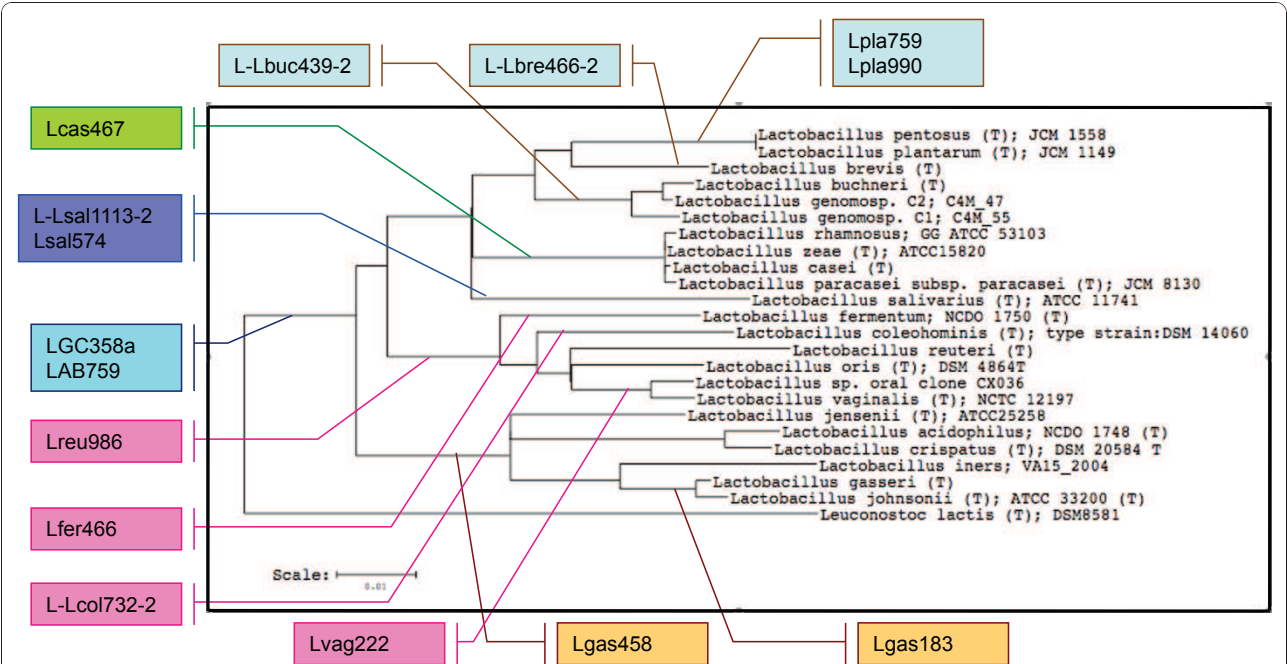 Lpla759
Lpla990
L-Lbuc439-2
L-Lbre466-2
Lcas467
L-Lsal1113-2
Lsal574
LGC358a
LAB759
Lreu986
Lfer466
L-Lcol732-2
Lvag222
Lgas458
Lgas183
Lactobacillus pentosus (T); JCM 1558
Lactobacillus plantarum (T); JCM 1149
Lactobacillus brevis (T)
Lactobacillus buchneri (T)
Lactobacillus genomosp. C2; C4M_47
Lactobacillus genomosp. C1; C4M_55
Lactobacillus rhamnosus; GG ATCC 53103
Lactobacillus zeae (T); ATCC15820
Lactobacillus casei (T)
Lactobacillus paracasei subsp. paracasei (T); JCM 8130
Lactobacillus salivarius (T); ATCC 11741
Lactobacillus fermentum; NCDO 1750 (T)
Lactobacillus coleohominis (T); type strain:DSM 14060
Lactobacillus reuteri (T)
Lactobacillus oris (T); DSM 4864T
Lactobacillus sp. oral clone CX036
Lactobacillus vaginalis (T); NCTC 12197
Lactobacillus jensenii (T); ATCC25258
Lactobacillus acidophilus; NCDO 1748 (T)
Lactobacillus crispatus (T); DSM 20584 T
Lactobacillus iners; VA15_2004
Lactobacillus gasseri (T)
Lactobacillus johnsonii (T); ATCC 33200 (T)
Leuconostoc lactis (T); DSM8581
Scale:
0.01